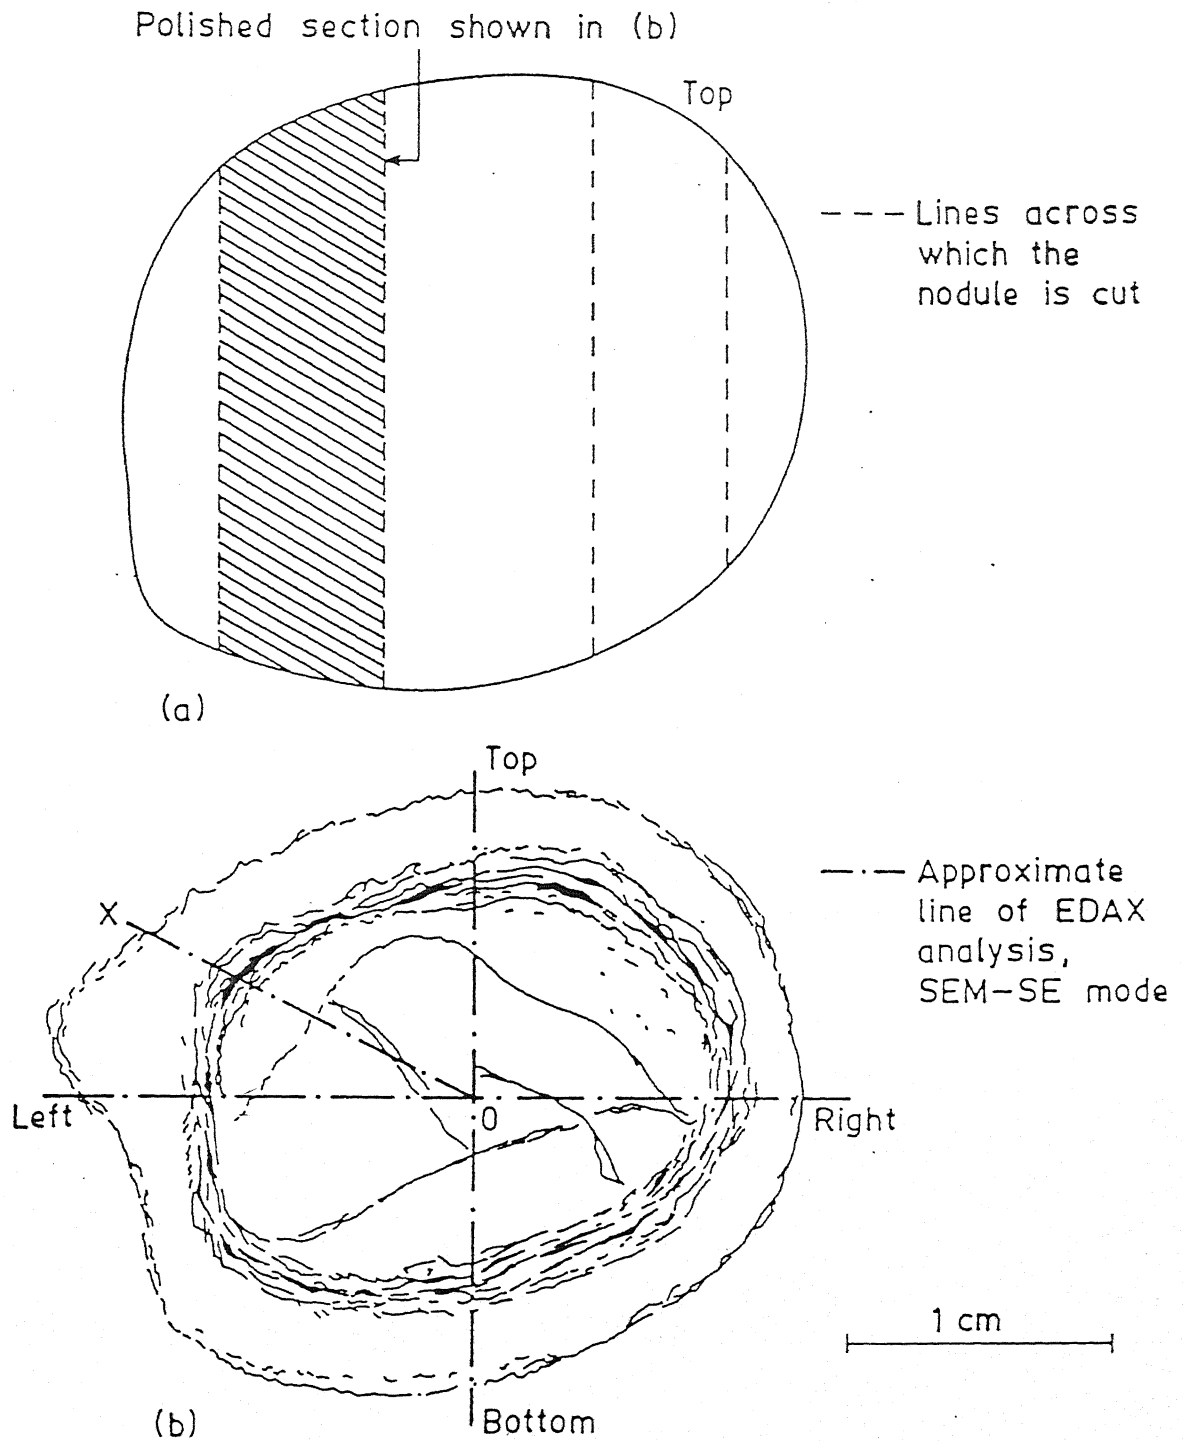 Polished section shown in (b)
Top
Lines across
which the
nodule is cut
(a)
Top
X
Approximate
line of EDAX
analysis,
SEM-SE mode
Left
O
Right
1 cm
(b)
Bottom